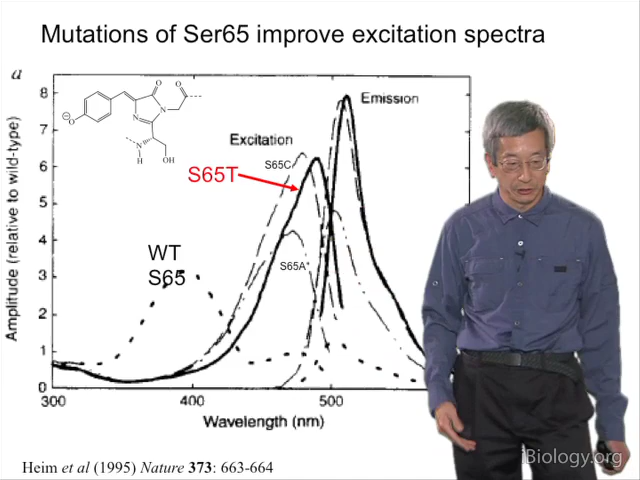 Mutations of Ser65 improve excitation spectra
a
8
7
6
5
4
3
2
1
0
Amplitude (relative to wild-type)
Emission
Excitation
S65C
S65T
WT
S65
S65A
O
O
N
N
H
OH
O
300
400
500
Wavelength (nm)
Heim et al (1995) Nature 373: 663-664
iBiology.org